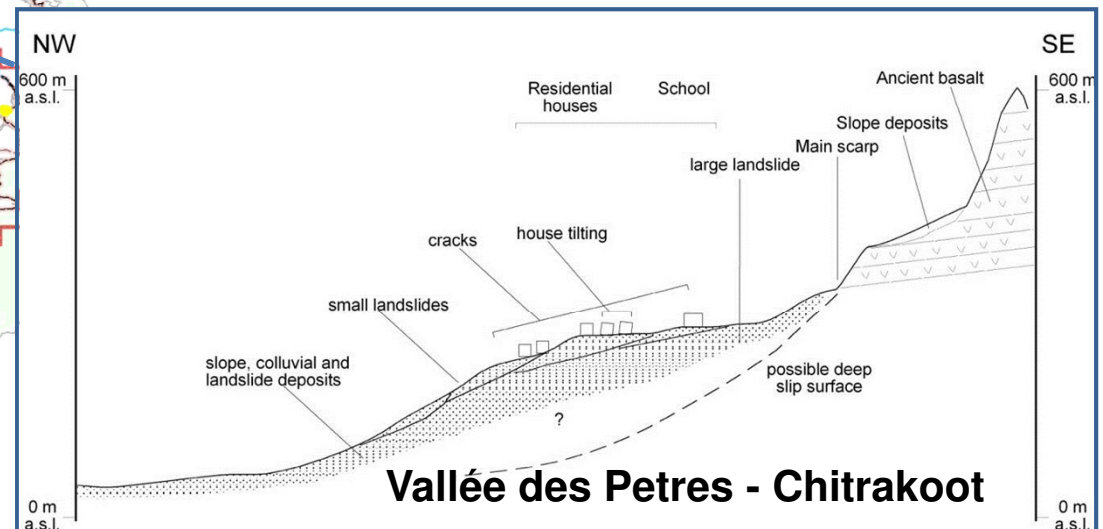 NW
SE
600 m
a.s.l.
Residential
houses
School
Ancient basalt
600 m
a.s.l.
Slope deposits
Main scarp
large landslide
house tilting
cracks
small landslides
slope, colluvial and
landslide deposits
possible deep
slip surface
?
Vallée des Petres - Chitrakoot
0 m
a.s.l.
0 m
a.s.l.